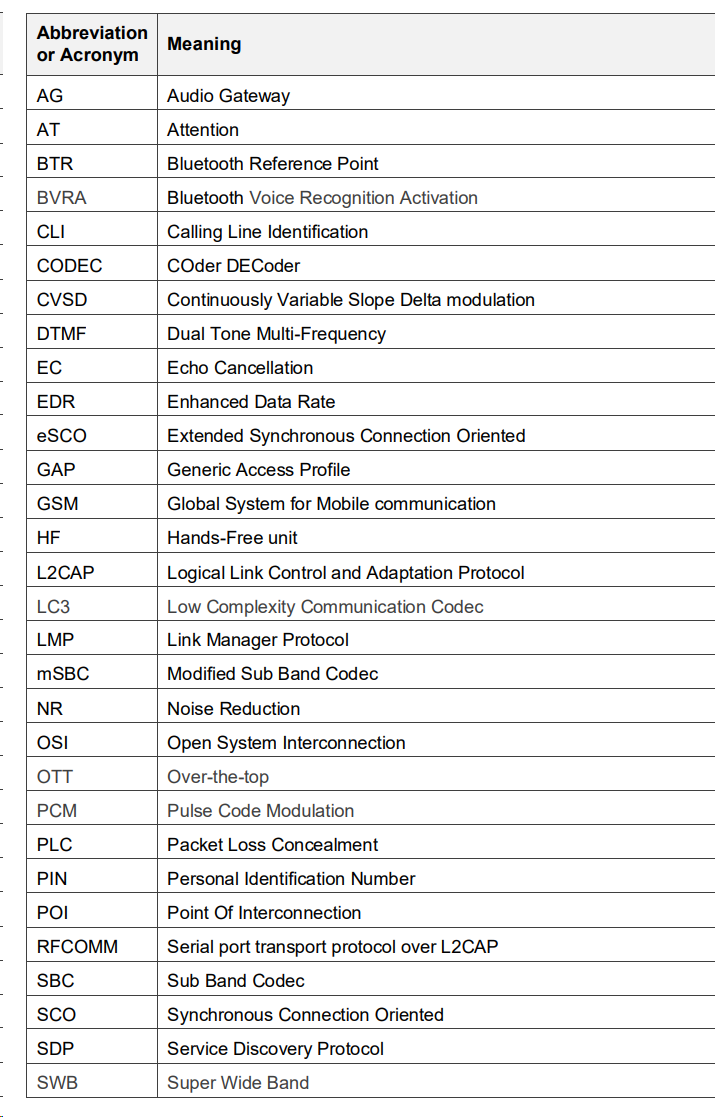 Abbreviation
or Acronym
Meaning
AG Audio Gateway
AT Attention
BTR Bluetooth Reference Point
BVRA Bluetooth Voice Recognition Activation
CLI Calling Line Identification
CODEC COder DECoder
CVSD Continuously Variable Slope Delta modulation
DTMF Dual Tone Multi-Frequency
EC Echo Cancellation
EDR Enhanced Data Rate
eSCO Extended Synchronous Connection Oriented
GAP Generic Access Profile
GSM Global System for Mobile communication
HF Hands-Free unit
L2CAP Logical Link Control and Adaptation Protocol
LC3 Low Complexity Communication Codec
LMP Link Manager Protocol
mSBC Modified Sub Band Codec
NR Noise Reduction
OSI Open System Interconnection
OTT Over-the-top
PCM Pulse Code Modulation
PLC Packet Loss Concealment
PIN Personal Identification Number
POI Point Of Interconnection
RFCOMM Serial port transport protocol over L2CAP
SBC Sub Band Codec
SCO Synchronous Connection Oriented
SDP Service Discovery Protocol
SWB Super Wide Band